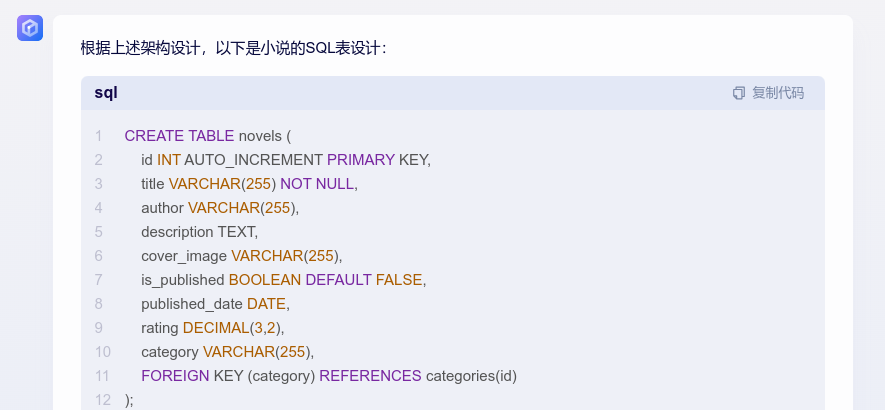 根据上述架构设计，以下是小说的SQL表设计：
sql 复制代码
1 CREATE TABLE novels (
2 id INT AUTO_INCREMENT PRIMARY KEY,
3 title VARCHAR(255) NOT NULL,
4 author VARCHAR(255),
5 description TEXT,
6 cover_image VARCHAR(255),
7 is_published BOOLEAN DEFAULT FALSE,
8 published_date DATE,
9 rating DECIMAL(3,2),
10 category VARCHAR(255),
11 FOREIGN KEY (category) REFERENCES categories(id)
12 );